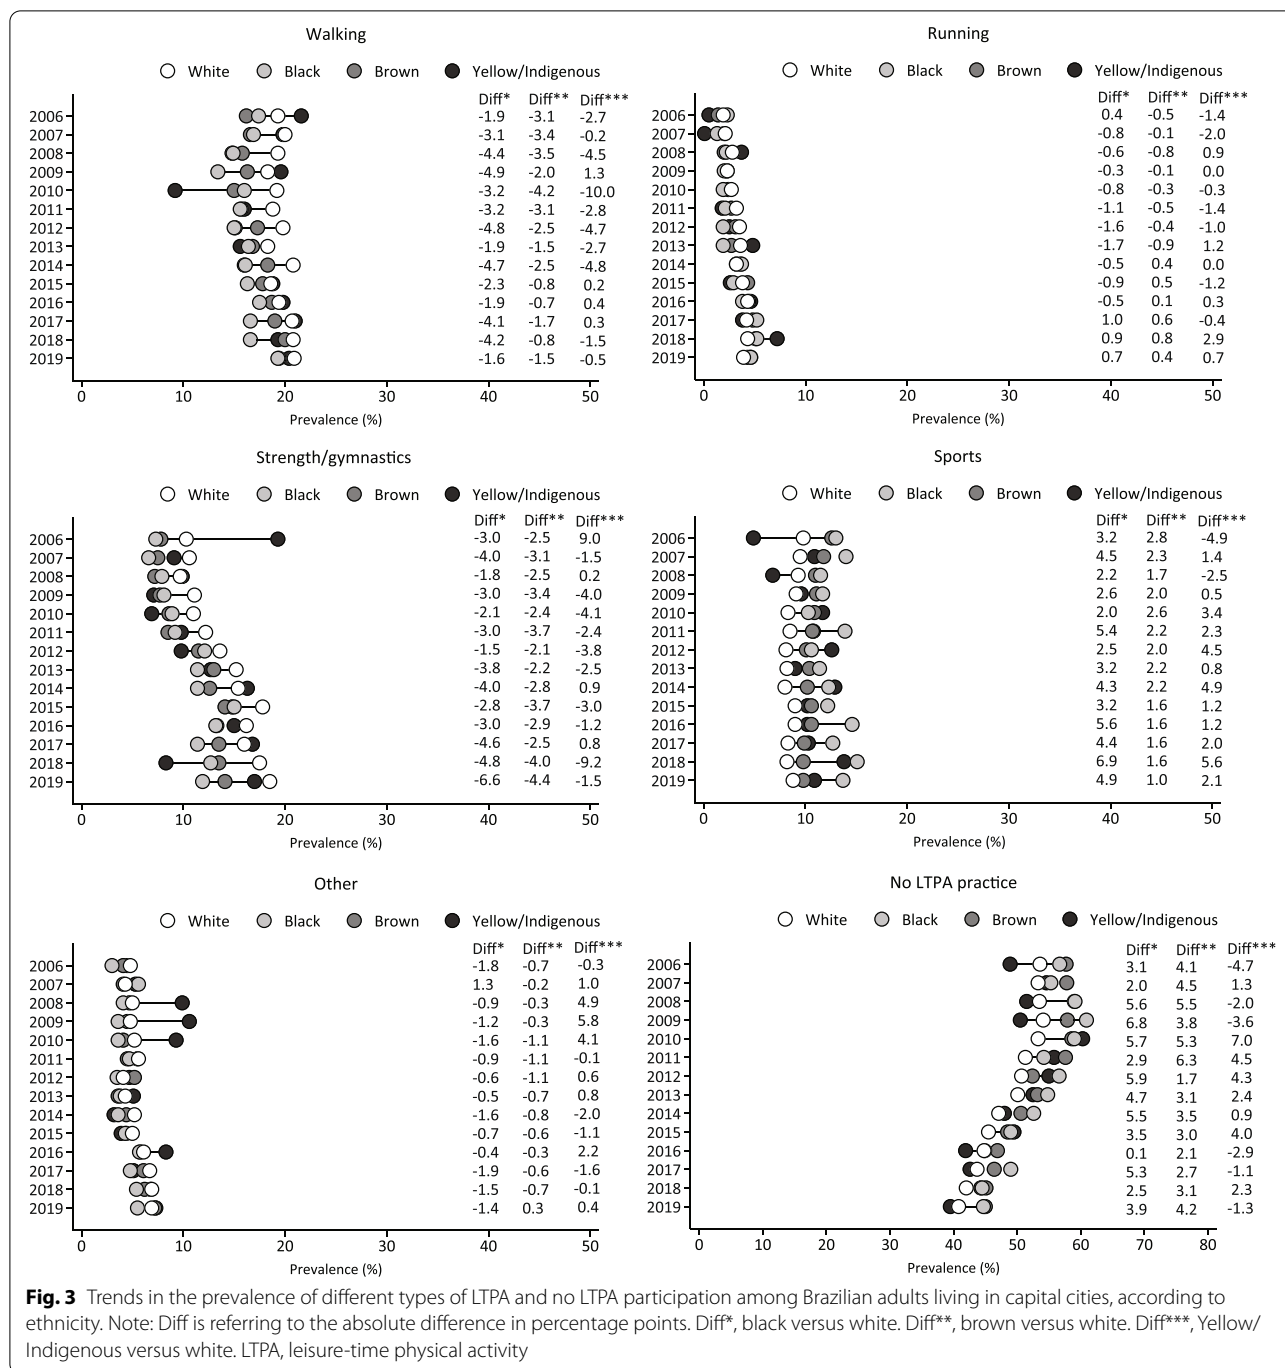 Walking
White Black Brown Yellow/Indigenous
Diff* Diff** Diff***
2006 -1.9 -3.1 -2.7
2007 -3.1 -3.4 -0.2
2008 -4.4 -3.5 -4.5
2009 -4.9 -2.0 1.3
2010 -3.2 -4.2 -10.0
2011 -3.2 -3.1 -2.8
2012 -4.8 -2.5 -4.7
2013 -1.9 -1.5 -2.7
2014 -4.7 -2.5 -4.8
2015 -2.3 -0.8 0.2
2016 -1.9 -0.7 0.4
2017 -4.1 -1.7 0.3
2018 -4.2 -0.8 -1.5
2019 -1.6 -1.5 -0.5
0 10 20 30 40 50
Prevalence (%)
Running
White Black Brown Yellow/Indigenous
Diff* Diff** Diff***
2006 0.4 -0.5 -1.4
2007 -0.8 -0.1 -2.0
2008 -0.6 -0.8 0.9
2009 -0.3 -0.1 0.0
2010 -0.8 -0.3 -0.3
2011 -1.1 -0.5 -1.4
2012 -1.6 -0.4 -1.0
2013 -1.7 -0.9 1.2
2014 -0.5 0.4 0.0
2015 -0.9 0.5 -1.2
2016 -0.5 0.1 0.3
2017 1.0 0.6 -0.4
2018 0.9 0.8 2.9
2019 0.7 0.4 0.7
0 10 20 30 40 50
Prevalence (%)
Strength/gymnastics
White Black Brown Yellow/Indigenous
Diff* Diff** Diff***
2006 -3.0 -2.5 9.0
2007 -4.0 -3.1 -1.5
2008 -1.8 -2.5 0.2
2009 -3.0 -3.4 -4.0
2010 -2.1 -2.4 -4.1
2011 -3.0 -3.7 -2.4
2012 -1.5 -2.1 -3.8
2013 -3.8 -2.2 -2.5
2014 -4.0 -2.8 0.9
2015 -2.8 -3.7 -3.0
2016 -3.0 -2.9 -1.2
2017 -4.6 -2.5 0.8
2018 -4.8 -4.0 -9.2
2019 -6.6 -4.4 -1.5
0 10 20 30 40 50
Prevalence (%)
Sports
White Black Brown Yellow/Indigenous
Diff* Diff** Diff***
2006 3.2 2.8 -4.9
2007 4.5 2.3 1.4
2008 2.2 1.7 -2.5
2009 2.6 2.0 0.5
2010 2.0 2.6 3.4
2011 5.4 2.2 2.3
2012 2.5 2.0 4.5
2013 3.2 2.2 0.8
2014 4.3 2.2 4.9
2015 3.2 1.6 1.2
2016 5.6 1.6 1.2
2017 4.4 1.6 2.0
2018 6.9 1.6 5.6
2019 4.9 1.0 2.1
0 10 20 30 40 50
Prevalence (%)
Other
White Black Brown Yellow/Indigenous
Diff* Diff** Diff***
2006 -1.8 -0.7 -0.3
2007 1.3 -0.2 1.0
2008 -0.9 -0.3 4.9
2009 -1.2 -0.3 5.8
2010 -1.6 -1.1 4.1
2011 -0.9 -1.1 -0.1
2012 -0.6 -1.1 0.6
2013 -0.5 -0.7 0.8
2014 -1.6 -0.8 -2.0
2015 -0.7 -0.6 -1.1
2016 -0.4 -0.3 2.2
2017 -1.9 -0.6 -1.6
2018 -1.5 -0.7 -0.1
2019 -1.4 0.3 0.4
0 10 20 30 40 50
Prevalence (%)
No LTPA practice
White Black Brown Yellow/Indigenous
Diff* Diff** Diff***
2006 3.1 4.1 -4.7
2007 2.0 4.5 1.3
2008 5.6 5.5 -2.0
2009 6.8 3.8 -3.6
2010 5.7 5.3 7.0
2011 2.9 6.3 4.5
2012 5.9 1.7 4.3
2013 4.7 3.1 2.4
2014 5.5 3.5 0.9
2015 3.5 3.0 4.0
2016 0.1 2.1 -2.9
2017 5.3 2.7 -1.1
2018 2.5 3.1 2.3
2019 3.9 4.2 -1.3
0 10 20 30 40 50 60 70 80
Prevalence (%)
Fig. 3 Trends in the prevalence of different types of LTPA and no LTPA participation among Brazilian adults living in capital cities, according to
ethnicity. Note: Diff is referring to the absolute difference in percentage points. Diff*, black versus white. Diff**, brown versus white. Diff***, Yellow/
Indigenous versus white. LTPA, leisure-time physical activity